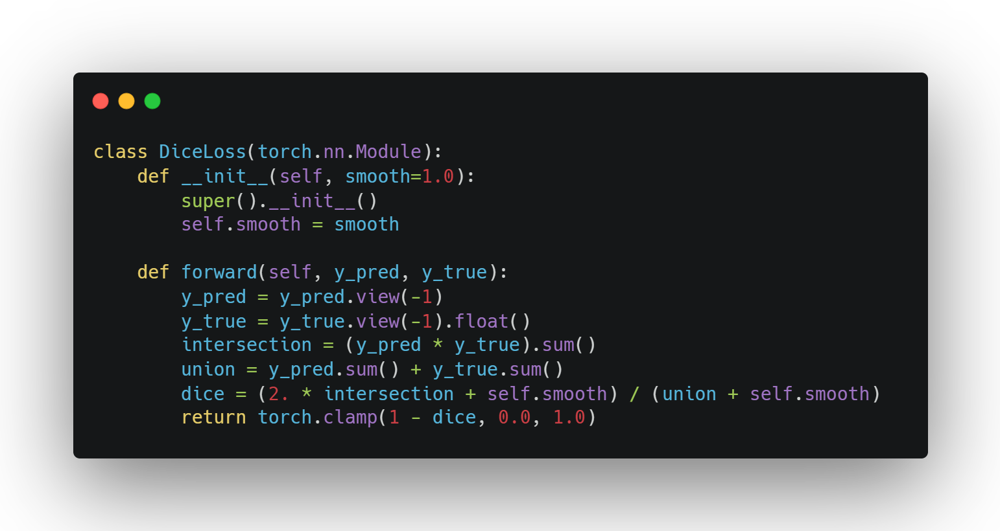 class DiceLoss(torch.nn.Module):
    def __init__(self, smooth=1.0):
        super().__init__()
        self.smooth = smooth

    def forward(self, y_pred, y_true):
        y_pred = y_pred.view(-1)
        y_true = y_true.view(-1).float()
        intersection = (y_pred * y_true).sum()
        union = y_pred.sum() + y_true.sum()
        dice = (2. * intersection + self.smooth) / (union + self.smooth)
        return torch.clamp(1 - dice, 0.0, 1.0)